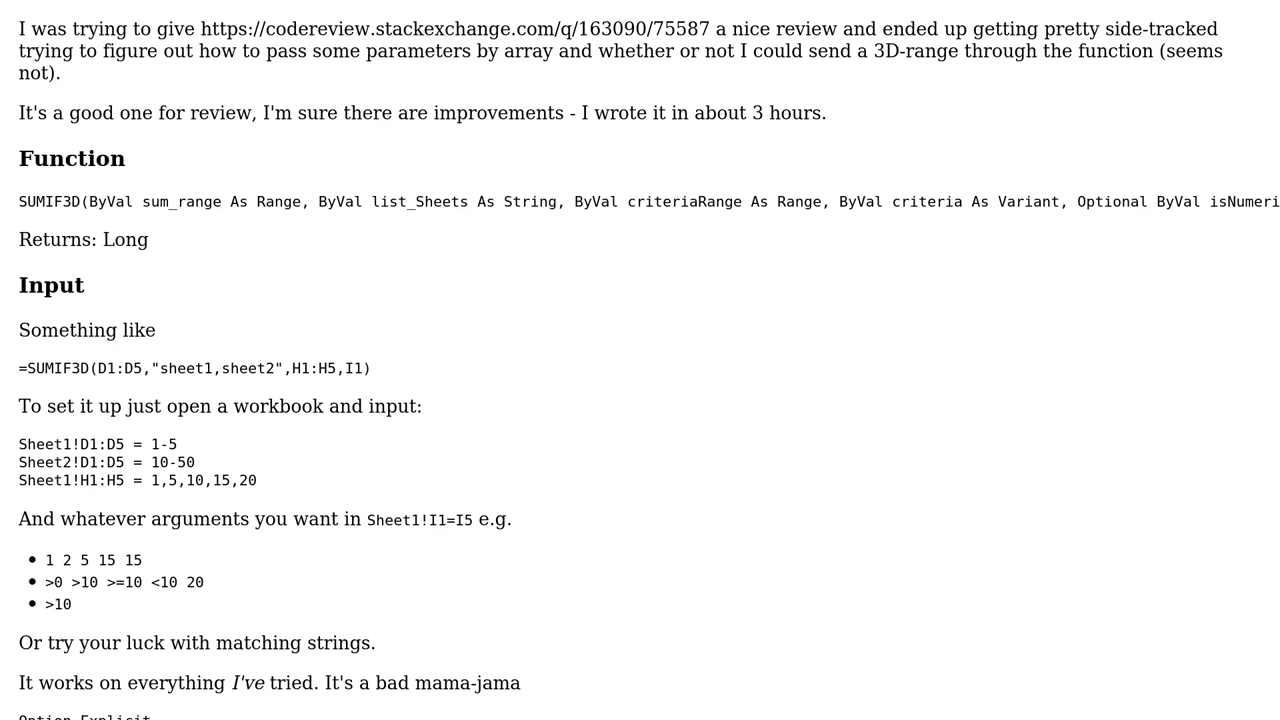 I was trying to give https://codereview.stackexchange.com/q/163090/75587 a nice review and ended up getting pretty side-tracked
trying to figure out how to pass some parameters by array and whether or not I could send a 3D-range through the function (seems
not).
It's a good one for review, I'm sure there are improvements - I wrote it in about 3 hours.
Function
SUMIF3D(ByVal sum_range As Range, ByVal list_Sheets As String, ByVal criteriaRange As Range, ByVal criteria As Variant, Optional ByVal isNumeri
Returns: Long
Input
Something like
=SUMIF3D(D1:D5,"sheet1,sheet2",H1:H5,I1)
To set it up just open a workbook and input:
Sheet1!D1:D5 = 1-5
Sheet2!D1:D5 = 10-50
Sheet1!H1:H5 = 1,5,10,15,20
And whatever arguments you want in Sheet1!I1=I5 e.g.
• 1 2 5 15 15
• >0 >10 >=10 <10 20
• >10
Or try your luck with matching strings.
It works on everything I've tried. It's a bad mama-jama
Option Explicit